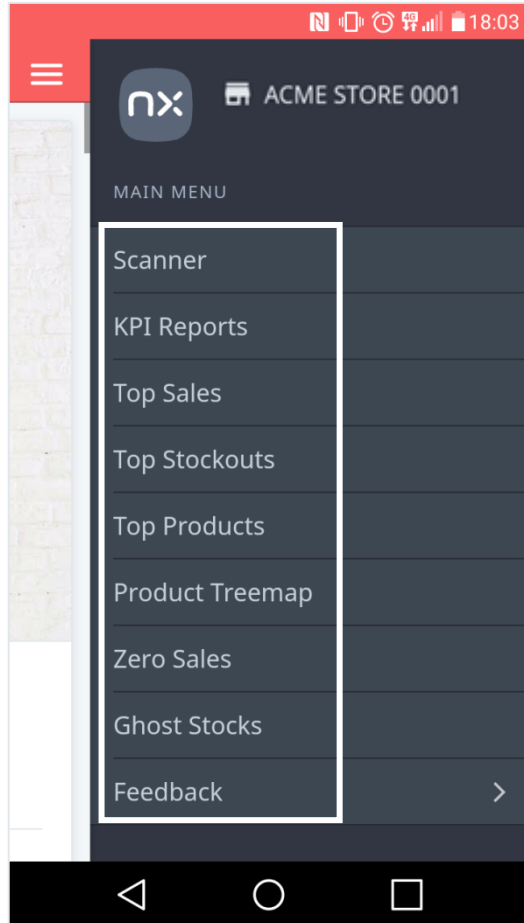 4G
18:03
nx
ACME STORE 0001
MAIN MENU
Scanner
KPI Reports
Top Sales
Top Stockouts
Top Products
Product Treemap
Zero Sales
Ghost Stocks
Feedback